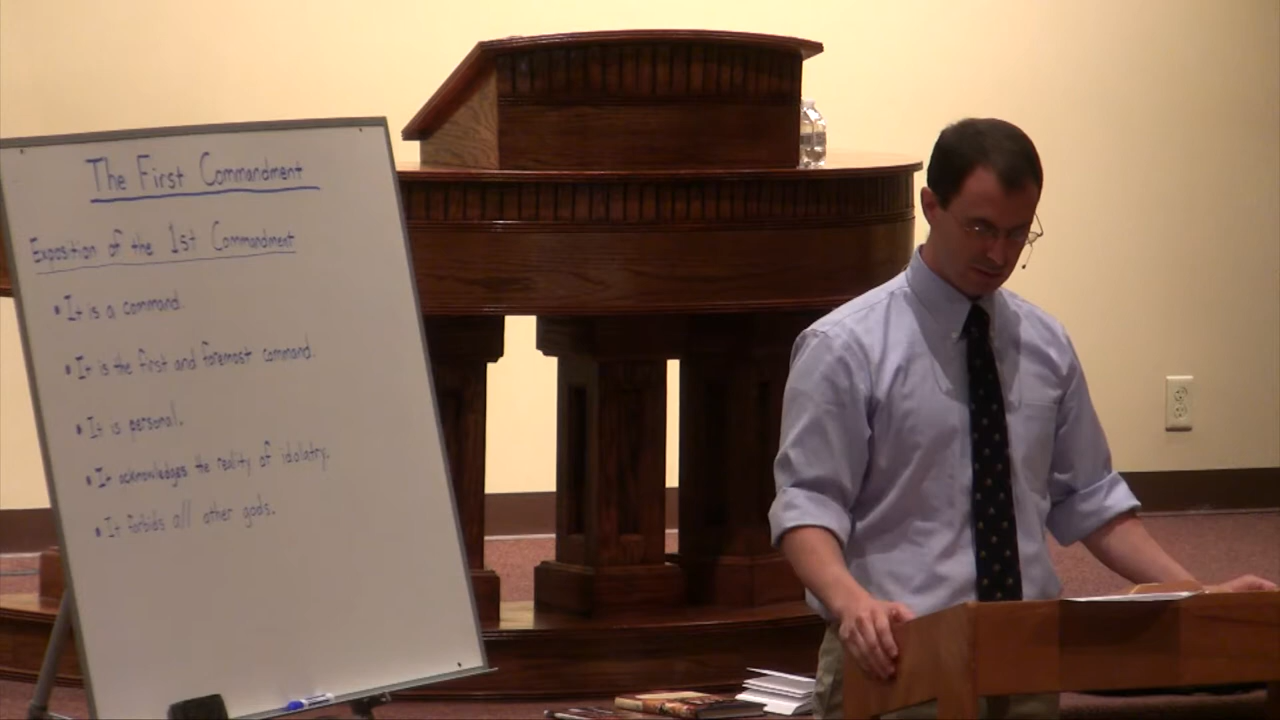 The First Commandment
Exposition of the 1st Commandment
• It is a command.
• It is the first and foremost command.
• It is personal.
• It acknowledges the reality of idolatry.
• It forbids all other gods.